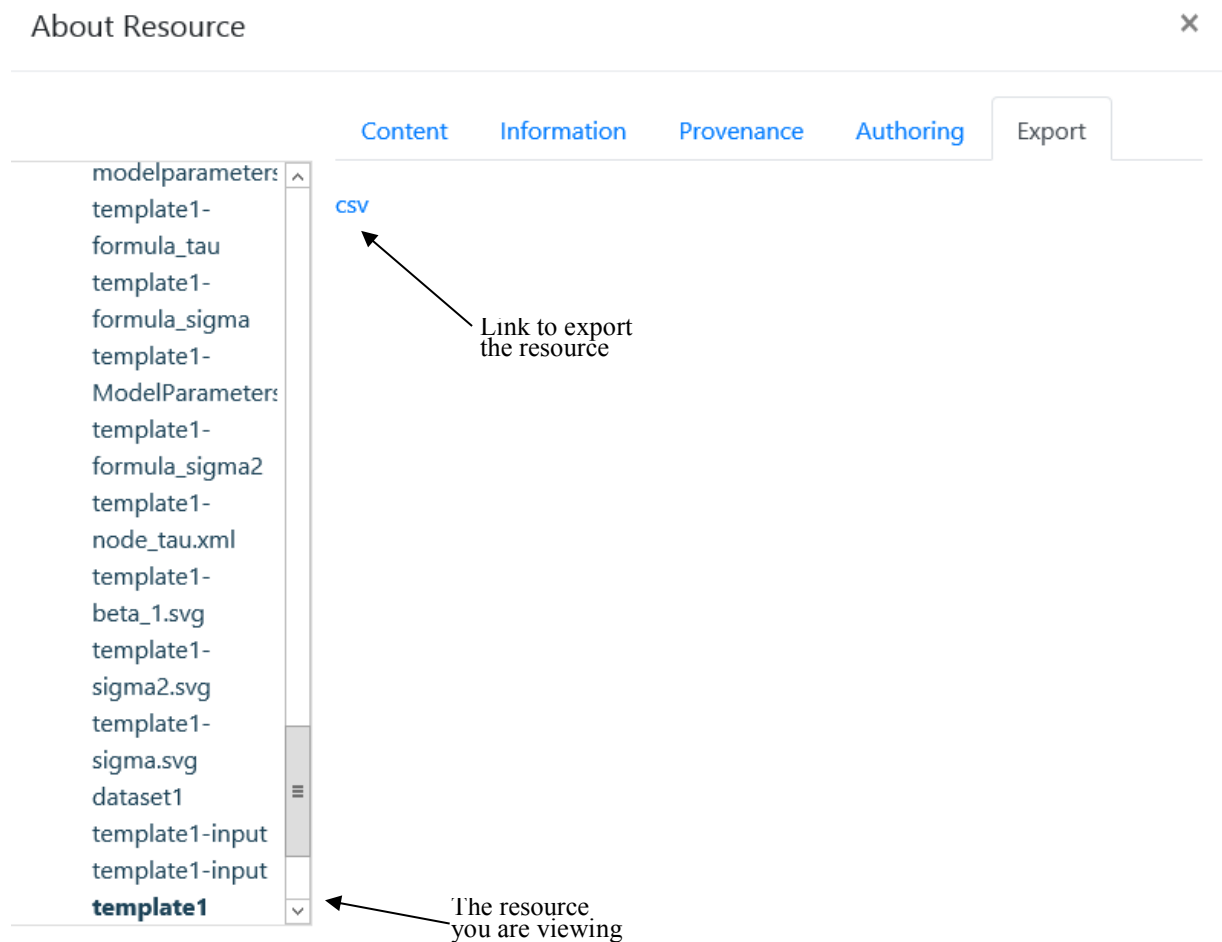 About Resource ×
Content Information Provenance Authoring Export
modelparameters
template1-
formula_tau
template1-
formula_sigma
template1-
ModelParameters
template1-
formula_sigma2
template1-
node_tau.xml
template1-
beta_1.svg
template1-
sigma2.svg
template1-
sigma.svg
dataset1
template1-input
template1-input
template1
csv
Link to export
the resource
The resource
you are viewing